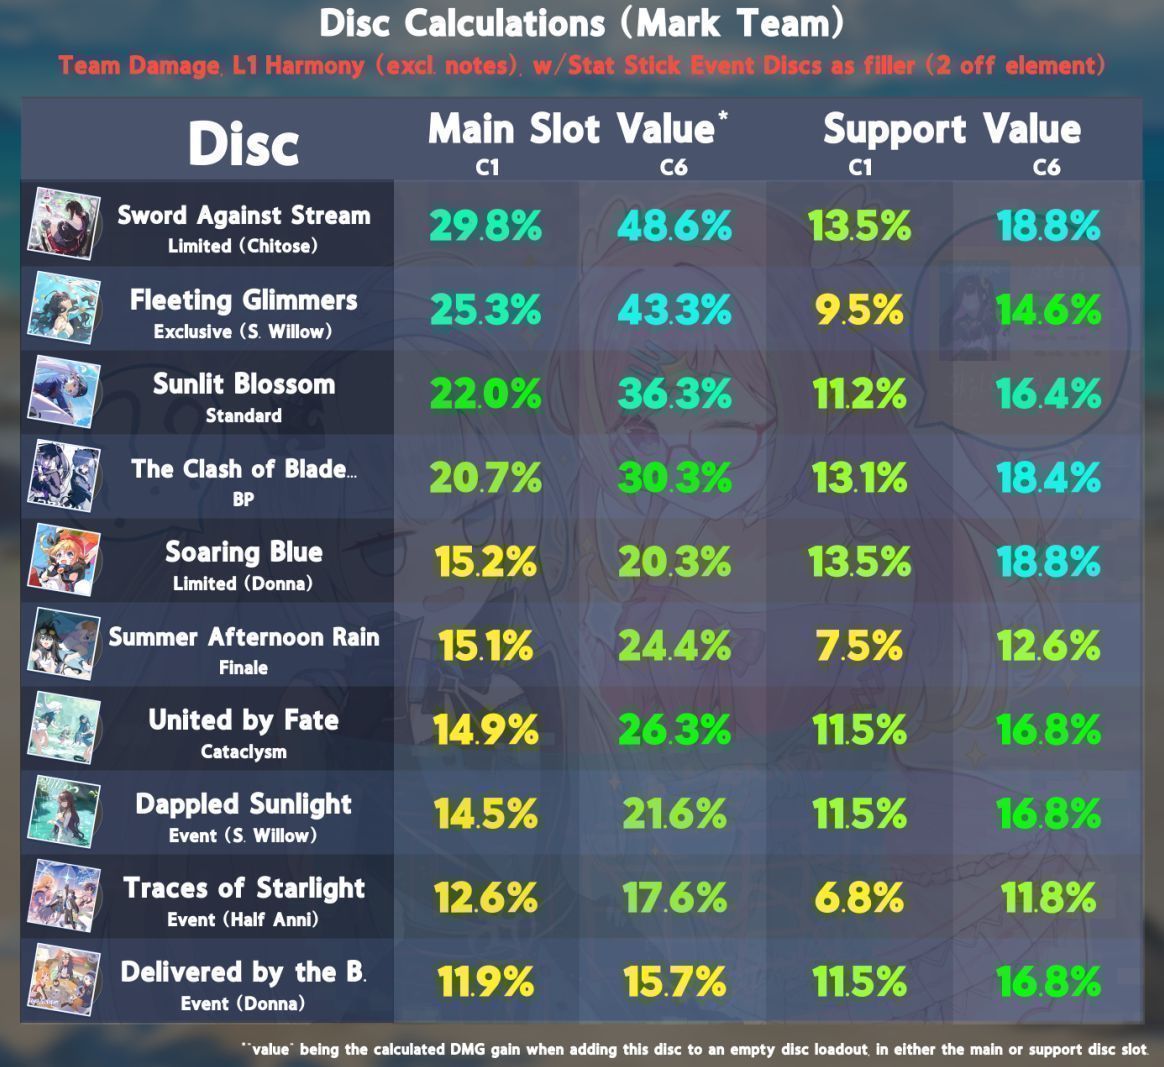 Disc Calculations (Mark Team)
Team Damage, L1 Harmony (excl. notes), w/Stat Stick Event Discs as filler (2 off element)
Disc Main Slot Value* Support Value
C1 C6 C1 C6
Sword Against Stream 29.8% 48.6% 13.5% 18.8%
Limited (Chitose)
Fleeting Glimmers 25.3% 43.3% 9.5% 14.6%
Exclusive (S. Willow)
Sunlit Blossom 22.0% 36.3% 11.2% 16.4%
Standard
The Clash of Blade... 20.7% 30.3% 13.1% 18.4%
BP
Soaring Blue 15.2% 20.3% 13.5% 18.8%
Limited (Donna)
Summer Afternoon Rain 15.1% 24.4% 7.5% 12.6%
Finale
United by Fate 14.9% 26.3% 11.5% 16.8%
Cataclysm
Dappled Sunlight 14.5% 21.6% 11.5% 16.8%
Event (S. Willow)
Traces of Starlight 12.6% 17.6% 6.8% 11.8%
Event (Half Anni)
Delivered by the B. 11.9% 15.7% 11.5% 16.8%
Event (Donna)
*"value" being the calculated DMG gain when adding this disc to an empty disc loadout, in either the main or support disc slot.